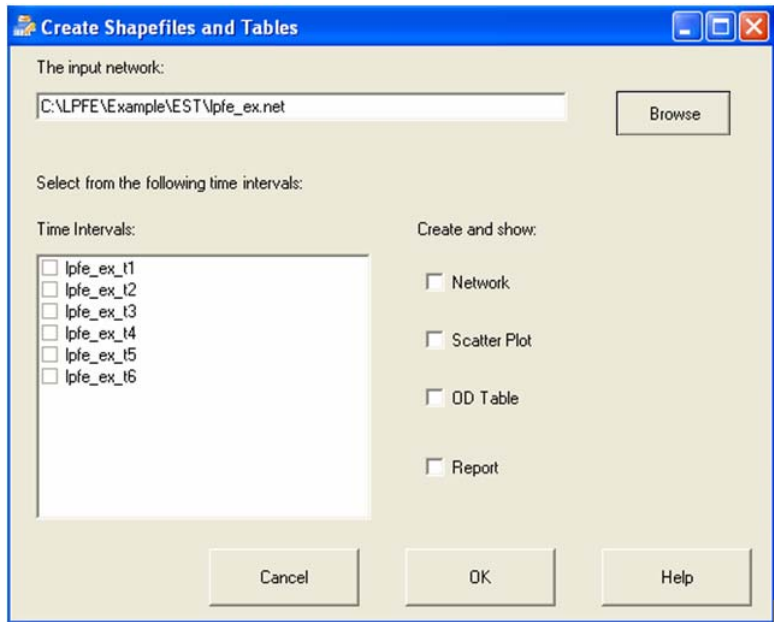 Create Shapefiles and Tables
The input network:
C:\LPFE\Example\EST\lpfe_ex.net
Browse
Select from the following time intervals:
Time Intervals:
lpfe_ex_t1
lpfe_ex_t2
lpfe_ex_t3
lpfe_ex_t4
lpfe_ex_t5
lpfe_ex_t6
Create and show:
Network
Scatter Plot
OD Table
Report
Cancel
OK
Help